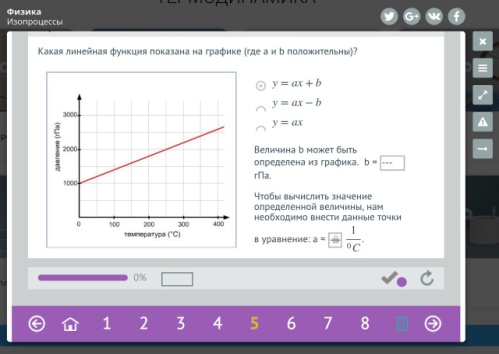 ТЕРМОДИНАМИКА
Физика
Изопроцессы
Какая линейная функция показана на графике (где a и b положительны)?
y = ax + b
y = ax − b
y = ax
давление (гПа)
3000
2000
1000
0 100 200 300 400
температура (°C)
Величина b может быть
определена из графика. b = ---
гПа.
Чтобы вычислить значение
определенной величины, нам
необходимо внести данные точки
в уравнение: a = 1/⁰C.
0%
1 2 3 4 5 6 7 8